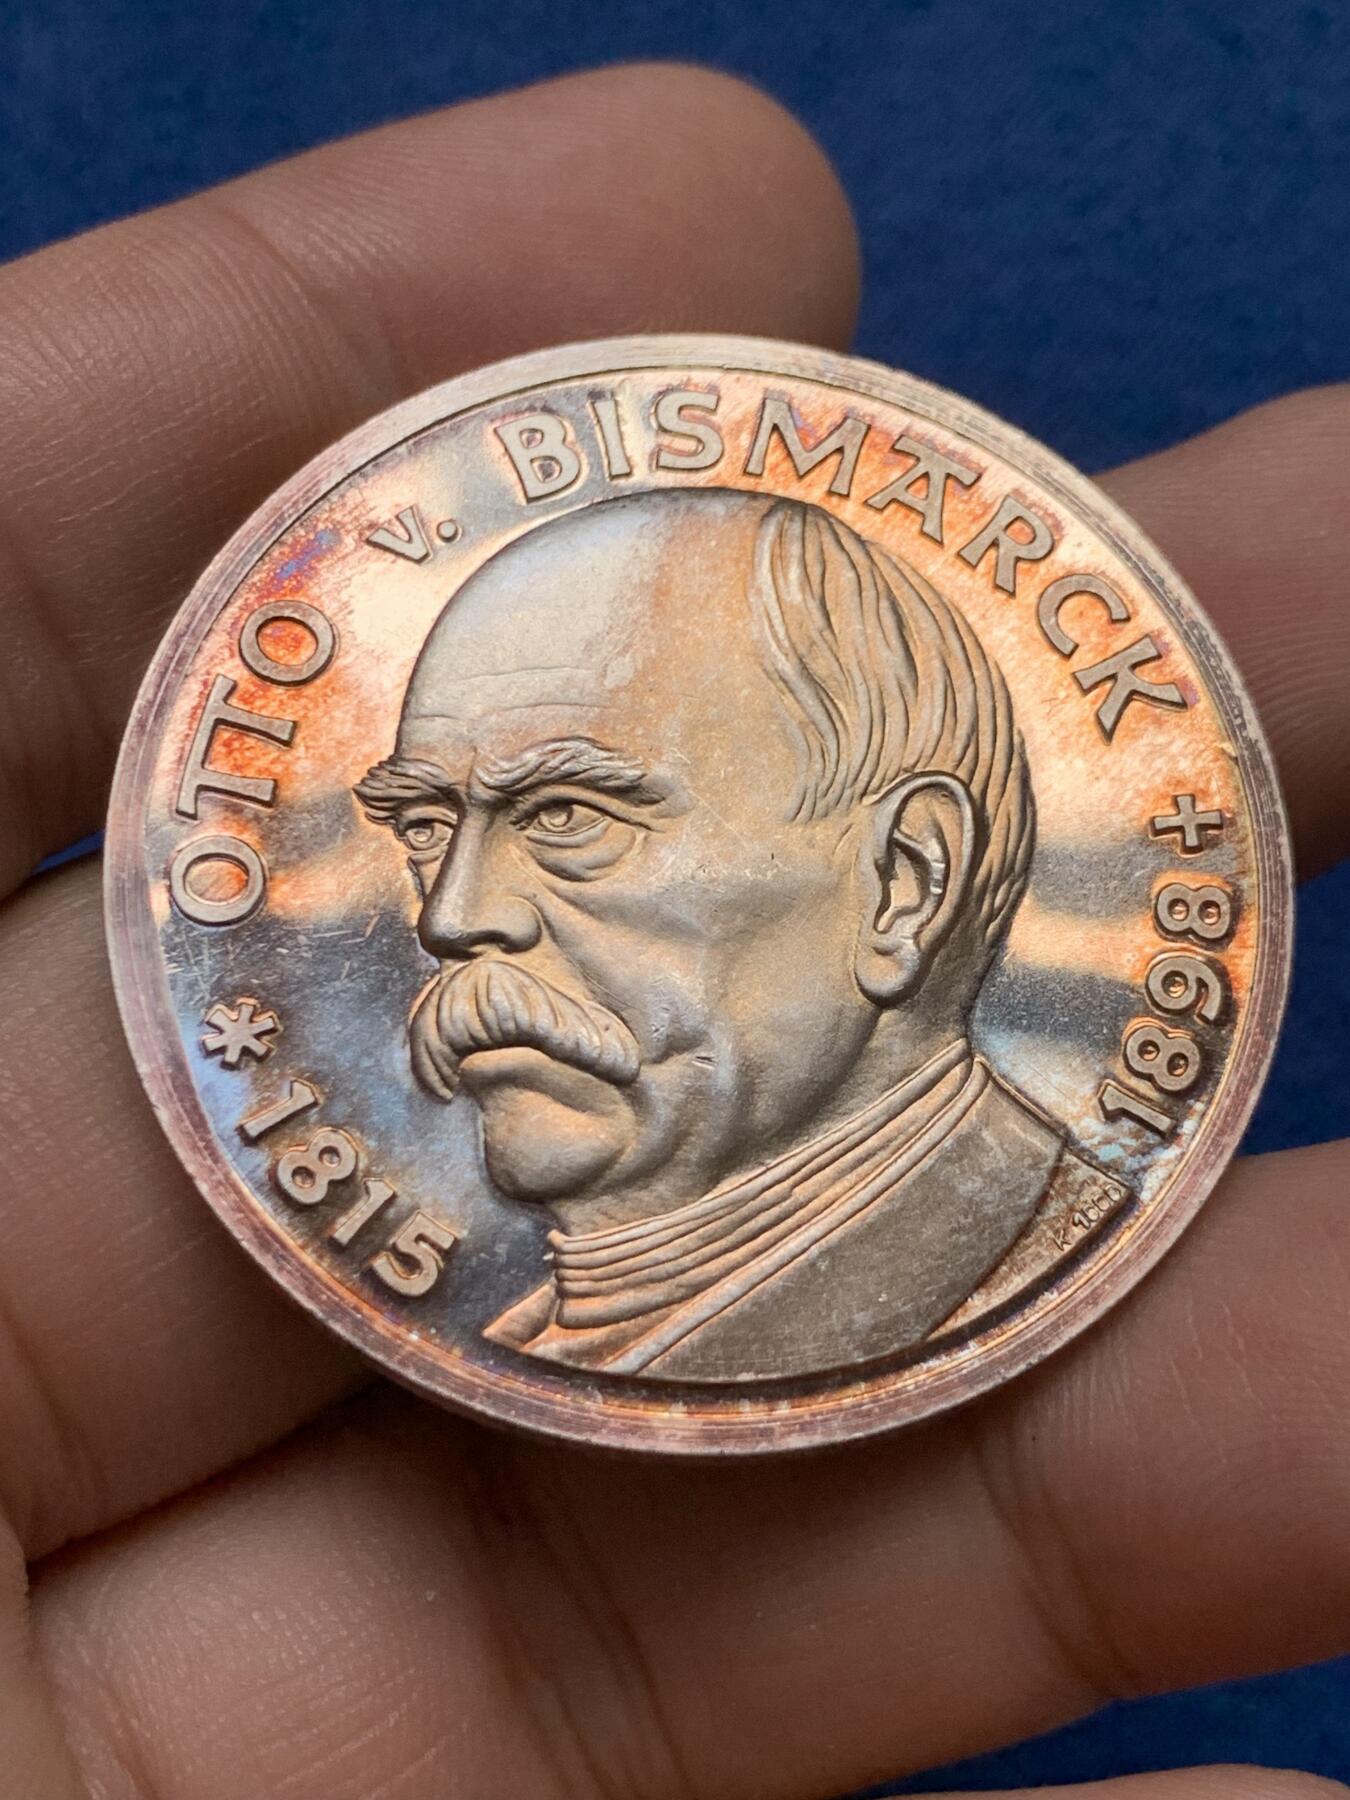 OTTO v. BISMARCK
* 1815
+ 1898